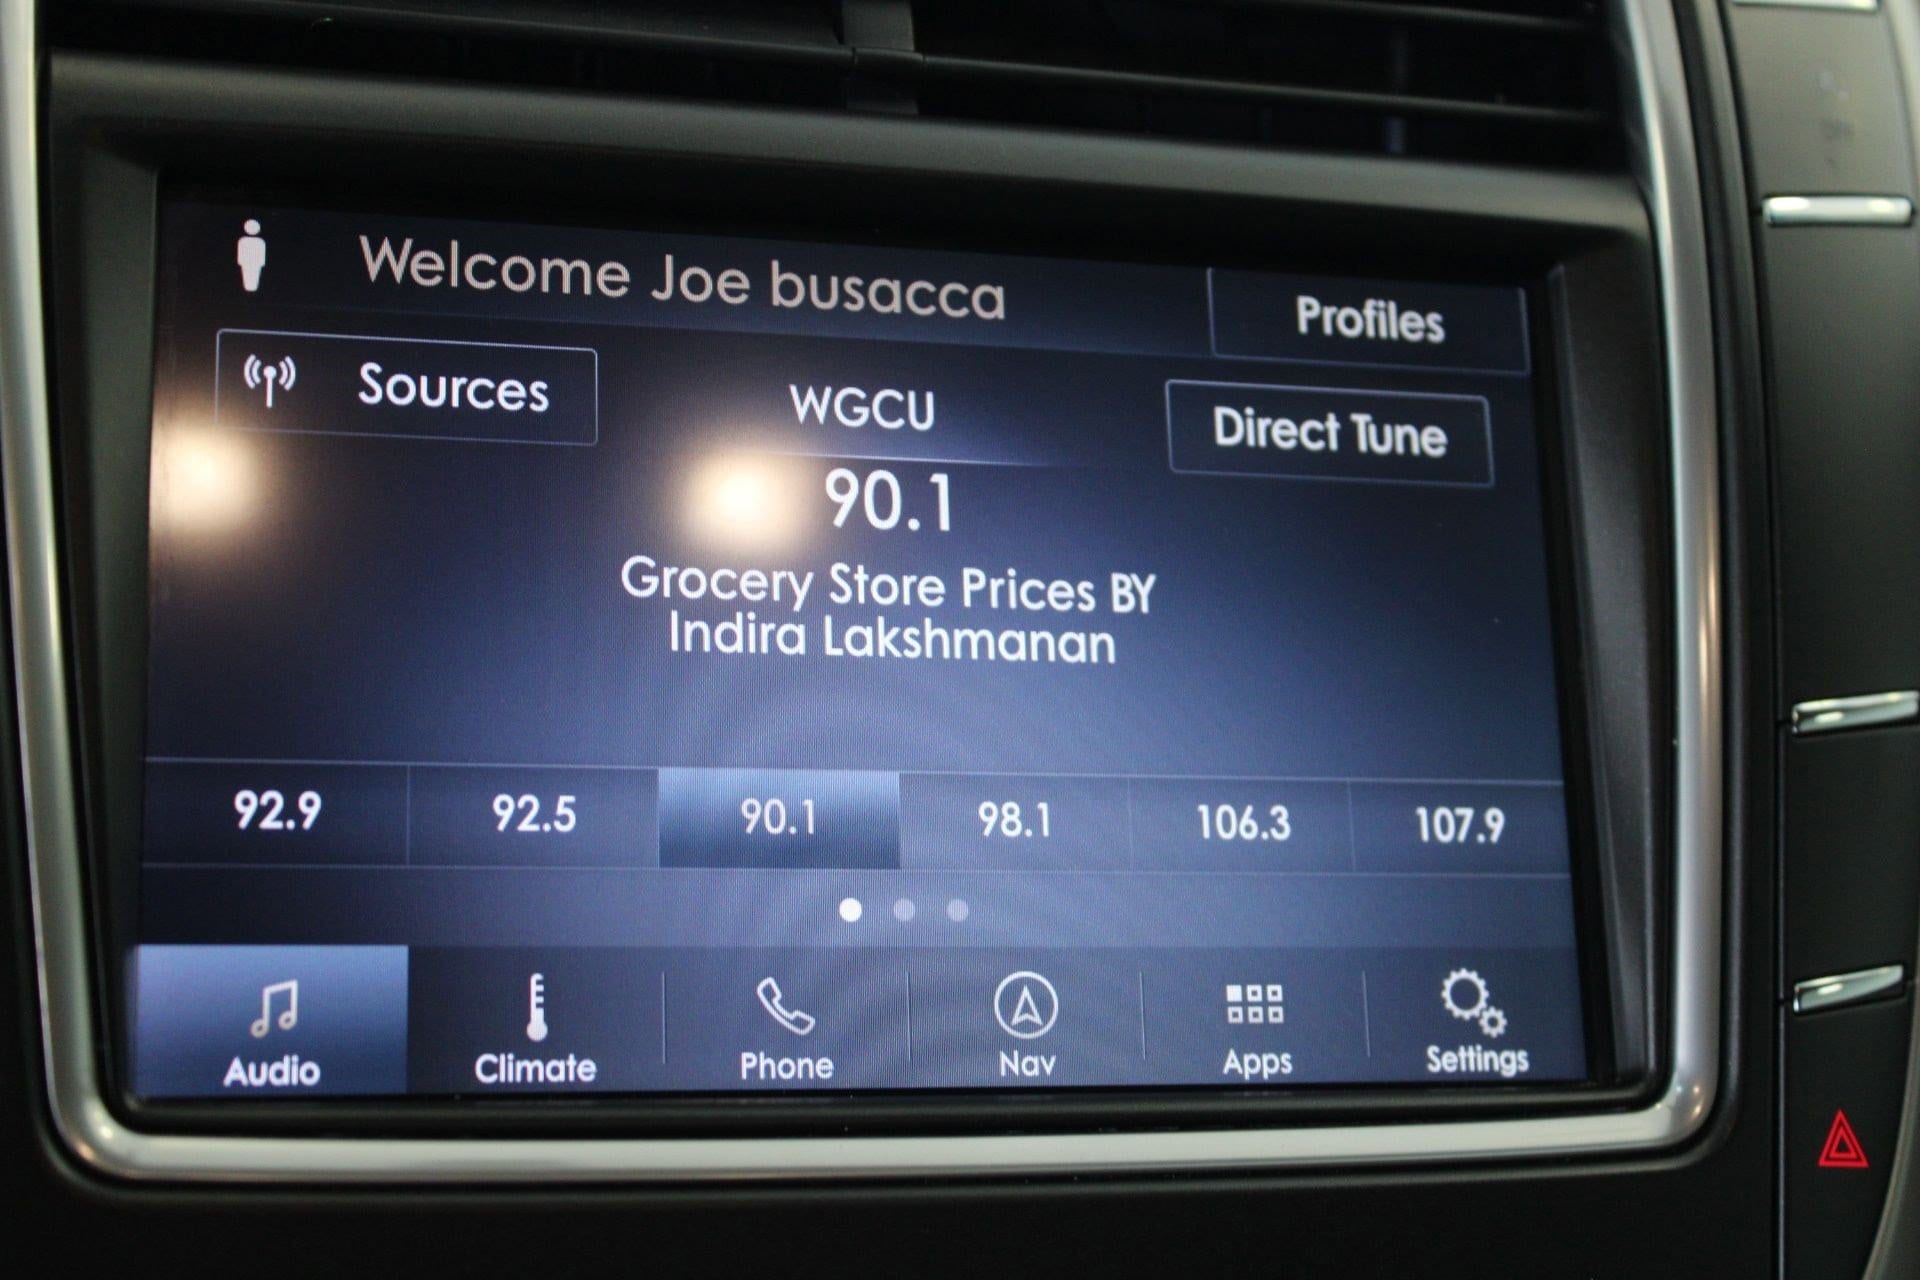 Welcome Joe busacca
Profiles
Sources
WGCU
Direct Tune
90.1
Grocery Store Prices BY
Indira Lakshmanan
92.9
92.5
90.1
98.1
106.3
107.9
Audio
Climate
Phone
Nav
Apps
Settings